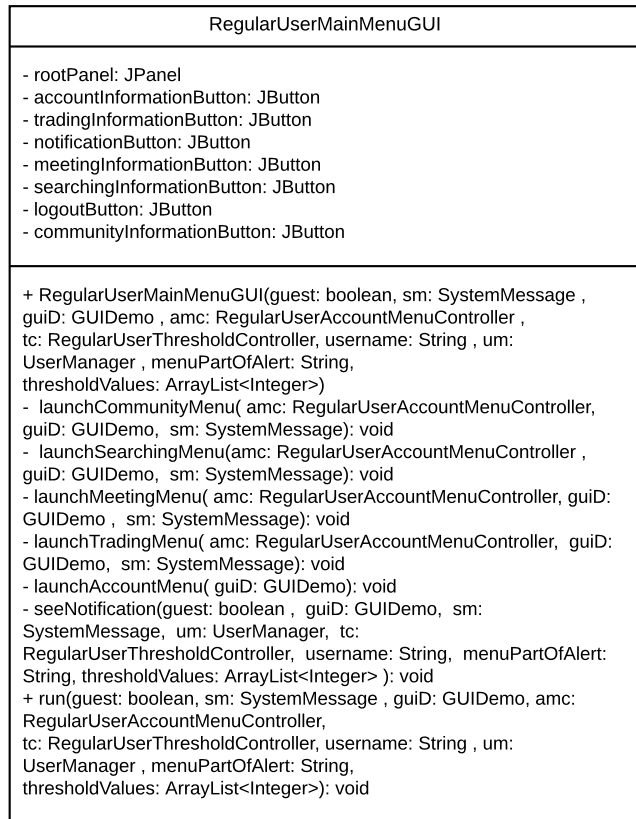 RegularUserMainMenuGUI
- rootPanel: JPanel
- accountInformationButton: JButton
- tradingInformationButton: JButton
- notificationButton: JButton
- meetingInformationButton: JButton
- searchingInformationButton: JButton
- logoutButton: JButton
- communityInformationButton: JButton
+ RegularUserMainMenuGUI(guest: boolean, sm: SystemMessage ,
guiD: GUIDemo , amc: RegularUserAccountMenuController ,
tc: RegularUserThresholdController, username: String , um:
UserManager , menuPartOfAlert: String,
thresholdValues: ArrayList<Integer>)
-  launchCommunityMenu( amc: RegularUserAccountMenuController,
guiD: GUIDemo,  sm: SystemMessage): void
-  launchSearchingMenu(amc: RegularUserAccountMenuController ,
guiD: GUIDemo,  sm: SystemMessage): void
- launchMeetingMenu( amc: RegularUserAccountMenuController, guiD:
GUIDemo ,  sm: SystemMessage): void
- launchTradingMenu( amc: RegularUserAccountMenuController,  guiD:
GUIDemo,  sm: SystemMessage): void
- launchAccountMenu( guiD: GUIDemo): void
- seeNotification(guest: boolean ,  guiD: GUIDemo,  sm:
SystemMessage,  um: UserManager,  tc:
RegularUserThresholdController,  username: String,  menuPartOfAlert:
String, thresholdValues: ArrayList<Integer> ): void
+ run(guest: boolean, sm: SystemMessage , guiD: GUIDemo, amc:
RegularUserAccountMenuController,
tc: RegularUserThresholdController, username: String , um:
UserManager , menuPartOfAlert: String,
thresholdValues: ArrayList<Integer>): void